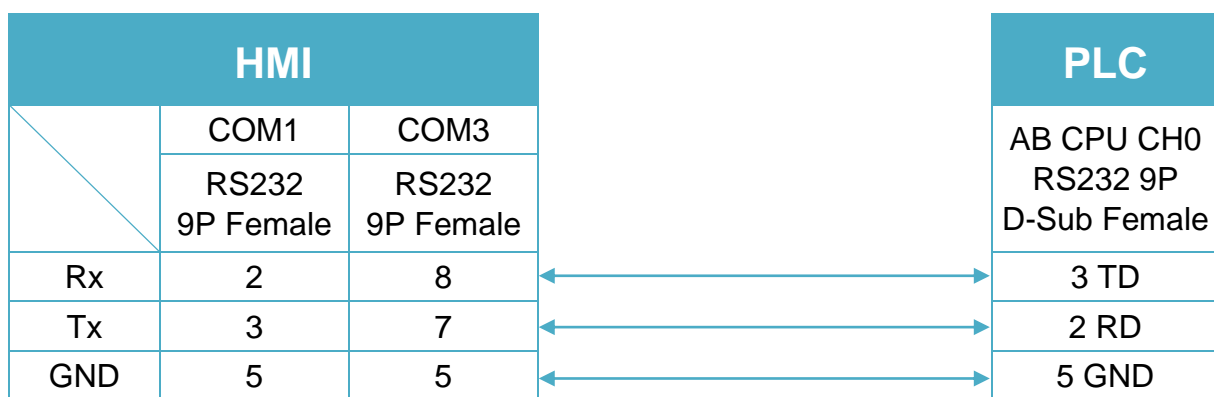 HMI
PLC
COM1
COM3
RS232
9P Female
RS232
9P Female
AB CPU CH0
RS232 9P
D-Sub Female
Rx
2
8
3 TD
Tx
3
7
2 RD
GND
5
5
5 GND